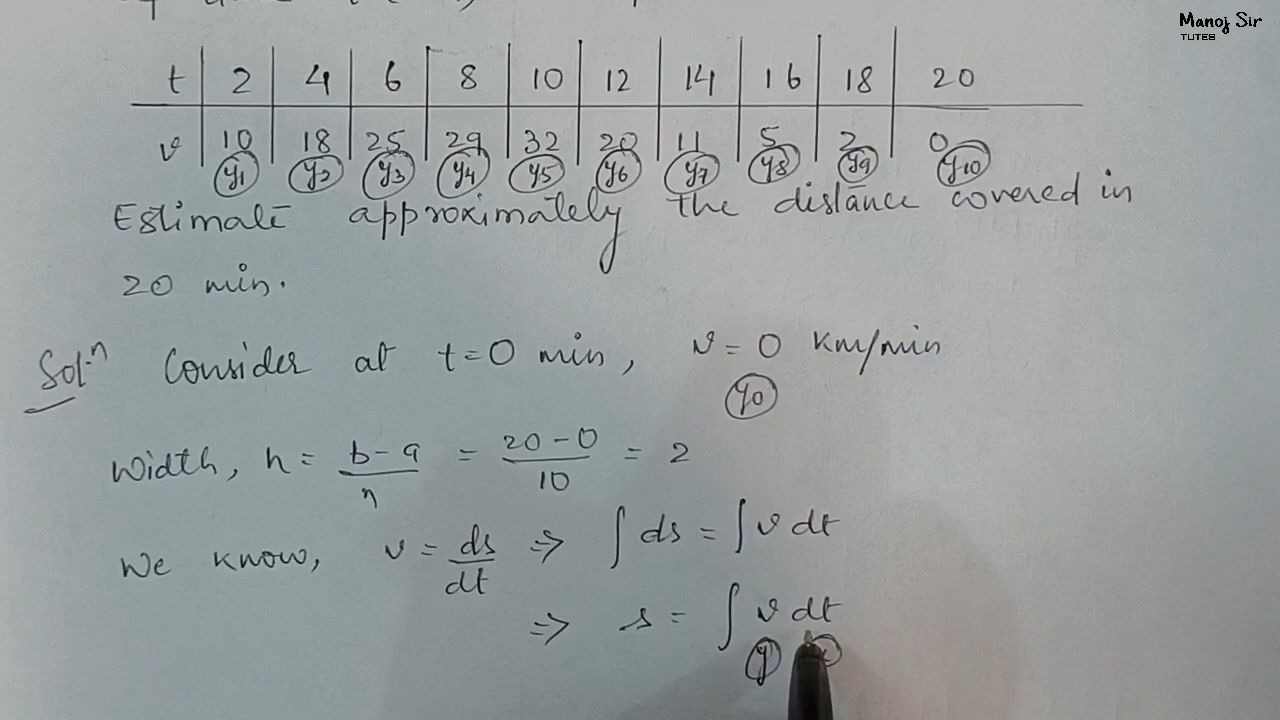 Manoj Sir
TUTES
t | 2 | 4 | 6 | 8 | 10 | 12 | 14 | 16 | 18 | 20
v | 10 | 18 | 25 | 29 | 32 | 20 | 11 | 5 | 2 | 0
y1 y2 y3 y4 y5 y6 y7 y8 y9 y10
Estimate approximately the distance covered in
20 min.
Sol.n Consider at t=0 min, v = 0 km/min
y0
Width, h = b-a/n = 20-0/10 = 2
We know, v = ds/dt ⇒ ∫ ds = ∫ v dt
⇒ s = ∫ v dt
y